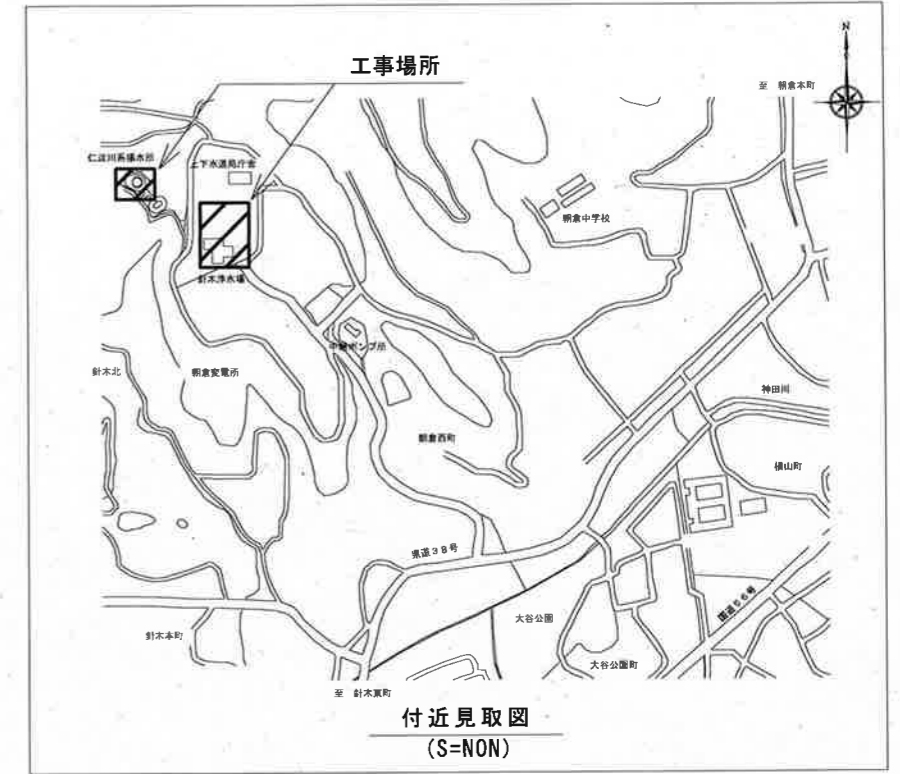 工事場所
N
至 朝倉本町
仁淀川系揚水所
上下水道局庁舎
朝倉中学校
針木浄水場
中継ポンプ所
針木北
朝倉変電所
神田川
朝倉西町
横山町
県道38号
国道56号
大谷公園
針木本町
大谷公園町
至 針木東町
付近見取図
(S=NON)